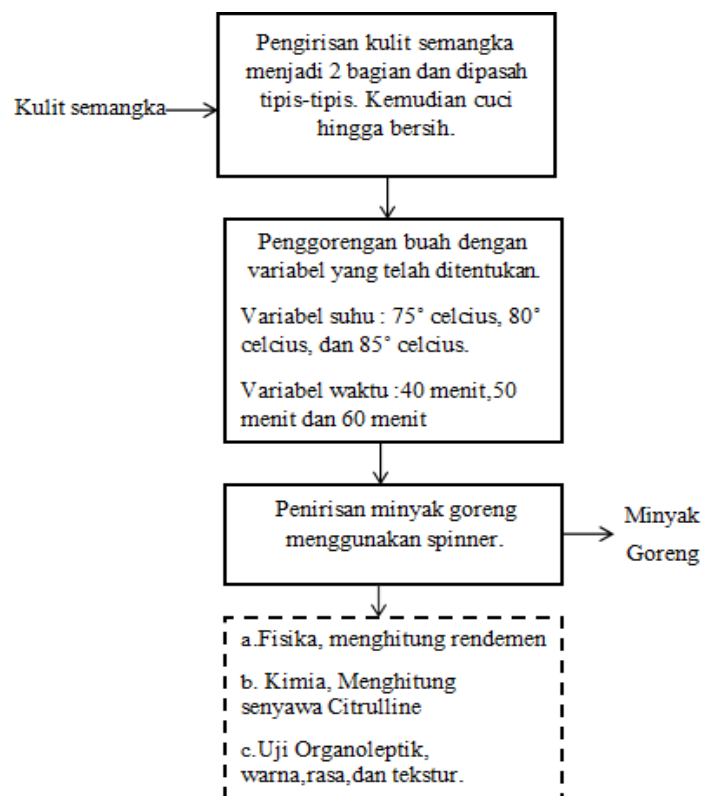 Pengirisan kulit semangka
menjadi 2 bagian dan dipasah
tipis-tipis. Kemudian cuci
hingga bersih.
Kulit semangka
Penggorengan buah dengan
variabel yang telah ditentukan.
Variabel suhu : 75° celcius, 80°
celcius, dan 85° celcius.
Variabel waktu :40 menit,50
menit dan 60 menit
Penirisan minyak goreng
menggunakan spinner.
Minyak
Goreng
a.Fisika, menghitung rendemen
b. Kimia, Menghitung
senyawa Citrulline
c.Uji Organoleptik,
warna,rasa,dan tekstur.